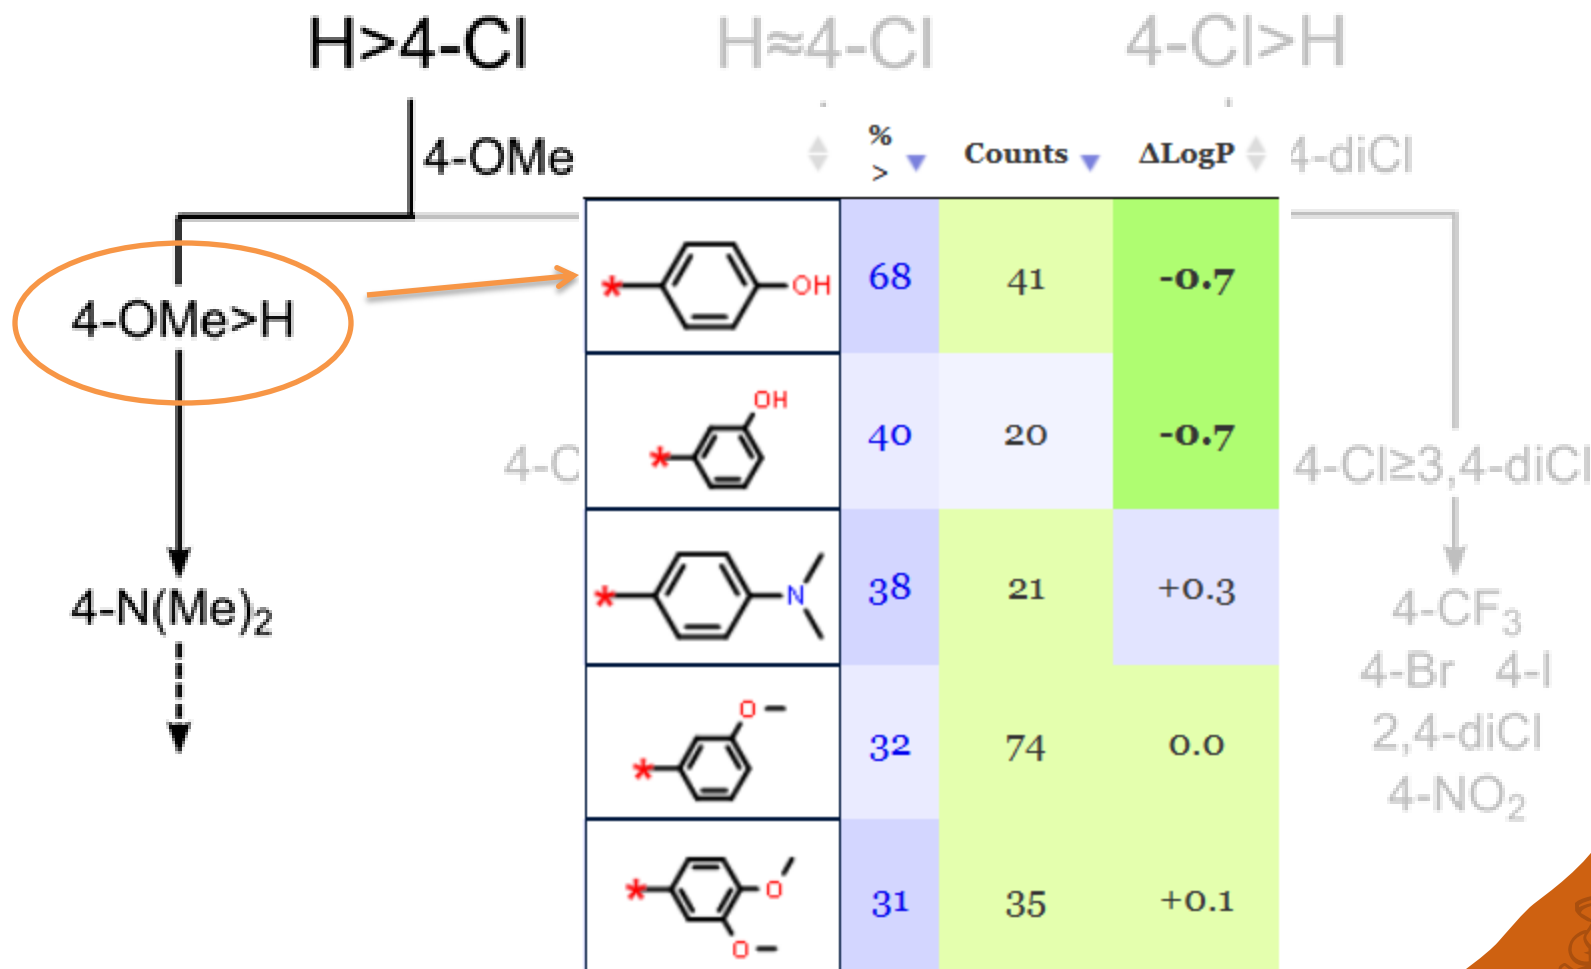 H>4-Cl
H≈4-Cl
4-Cl>H
4-OMe
% >
Counts
ΔLogP
4-diCl
4-OMe>H
* OH
68
41
-0.7
4-C
OH
*
40
20
-0.7
4-Cl≥3,4-diCl
4-N(Me)₂
* N
38
21
+0.3
4-CF₃
4-Br 4-I
2,4-diCl
4-NO₂
O
*
32
74
0.0
* O
O
31
35
+0.1